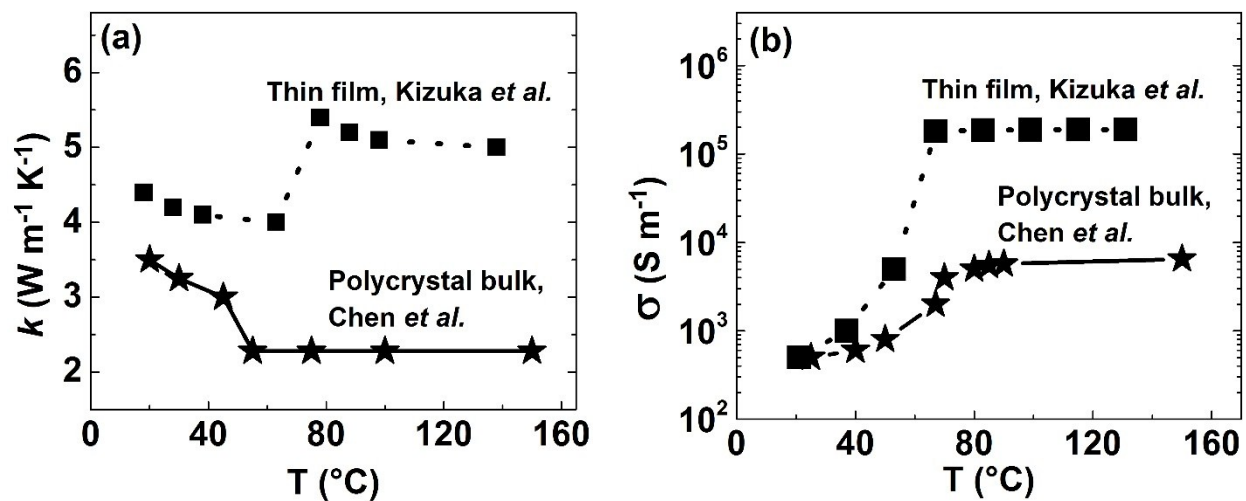 (a)
6
5
4
3
2
k (W m⁻¹ K⁻¹)
Thin film, Kizuka et al.
Polycrystal bulk,
Chen et al.
0 40 80 120 160
T (°C)
(b)
10⁶
10⁵
10⁴
10³
10²
σ (S m⁻¹)
Thin film, Kizuka et al.
Polycrystal bulk,
Chen et al.
0 40 80 120 160
T (°C)